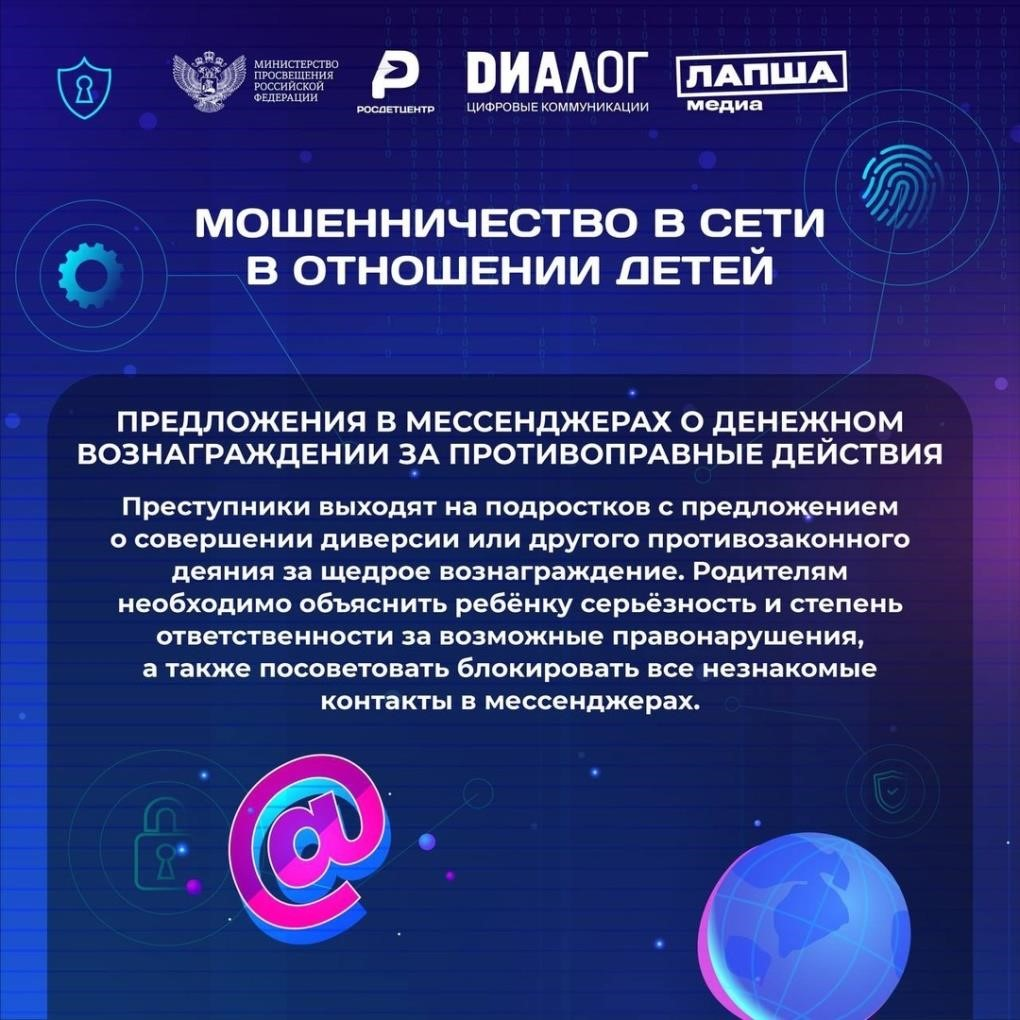 МИНИСТЕРСТВО
ПРОСВЕЩЕНИЯ
РОССИЙСКОЙ
ФЕДЕРАЦИИ
РОСДЕТЦЕНТР
DИАЛОГ
ЦИФРОВЫЕ КОММУНИКАЦИИ
ЛАПША
медиа
МОШЕННИЧЕСТВО В СЕТИ
В ОТНОШЕНИИ ДЕТЕЙ
ПРЕДЛОЖЕНИЯ В МЕССЕНДЖЕРАХ О ДЕНЕЖНОМ
ВОЗНАГРАЖДЕНИИ ЗА ПРОТИВОПРАВНЫЕ ДЕЙСТВИЯ
Преступники выходят на подростков с предложением
о совершении диверсии или другого противозаконного
деяния за щедрое вознаграждение. Родителям
необходимо объяснить ребёнку серьёзность и степень
ответственности за возможные правонарушения,
а также посоветовать блокировать все незнакомые
контакты в мессенджерах.
@